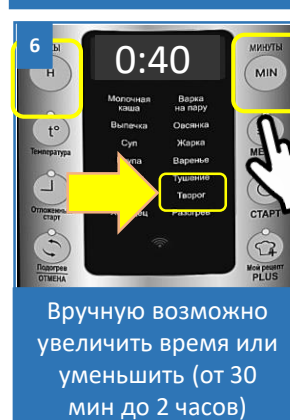 6
0:40
МИНУТЫ
H
MIN
Молочная каша
Варка на пару
Выпечка
Овсянка
Суп
Жарка
Варенье
Тушение
Творог
Разогрев
t°
Температура
Отложенный старт
СТАРТ
Подогрев
ОТМЕНА
Мой рецепт
PLUS
Вручную возможно
увеличить время или
уменьшить (от 30
мин до 2 часов)